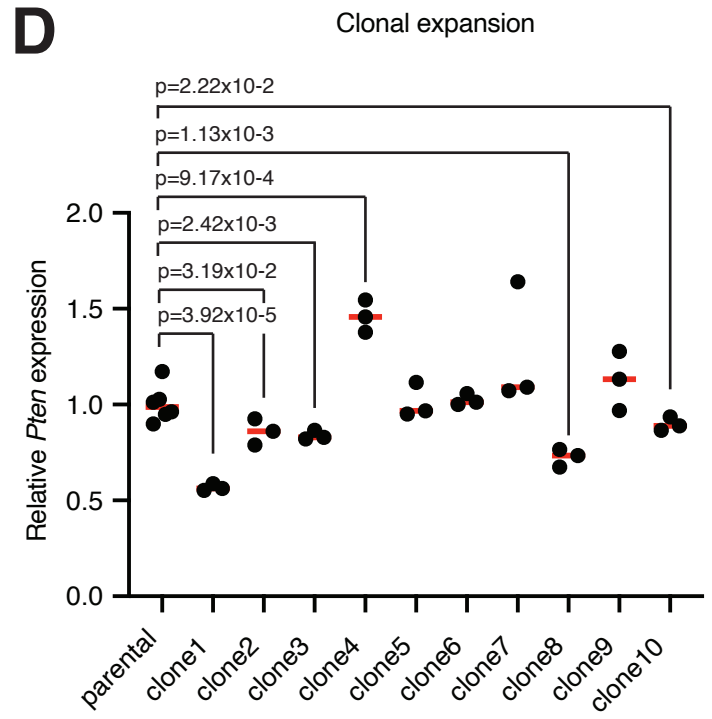 D
Clonal expansion
p=2.22x10-2
p=1.13x10-3
p=9.17x10-4
p=2.42x10-3
p=3.19x10-2
p=3.92x10-5
2.0
1.5
1.0
0.5
0.0
Relative Pten expression
parental
clone1
clone2
clone3
clone4
clone5
clone6
clone7
clone8
clone9
clone10